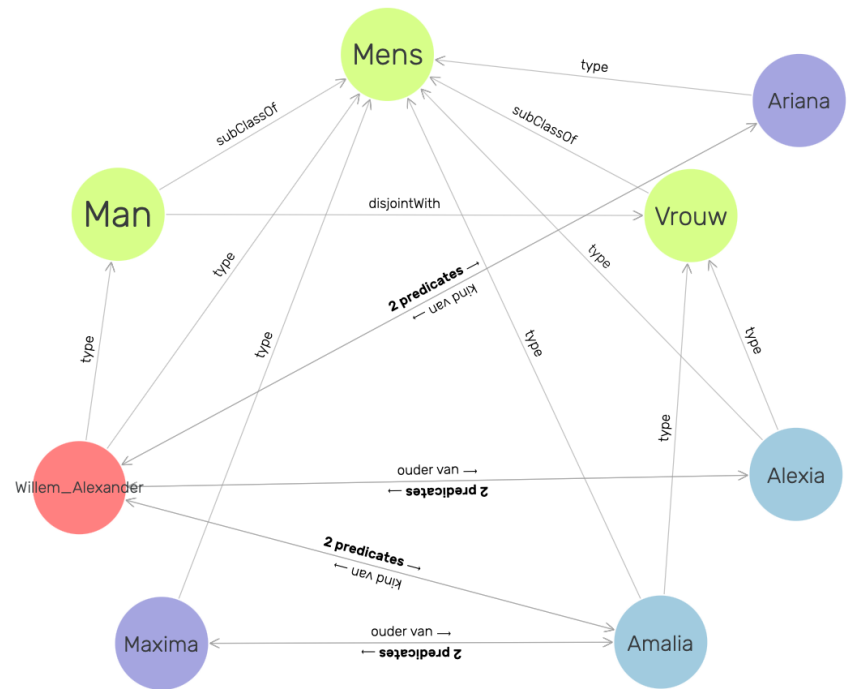 Mens
type
Ariana
subClassOf
subClassOf
Man
disjointWith
Vrouw
type
type
2 predicates →
kind van →
type
type
type
type
type
Willem_Alexander
ouder van →
2 predicates →
Alexia
2 predicates →
kind van →
Maxima
ouder van →
2 predicates →
Amalia